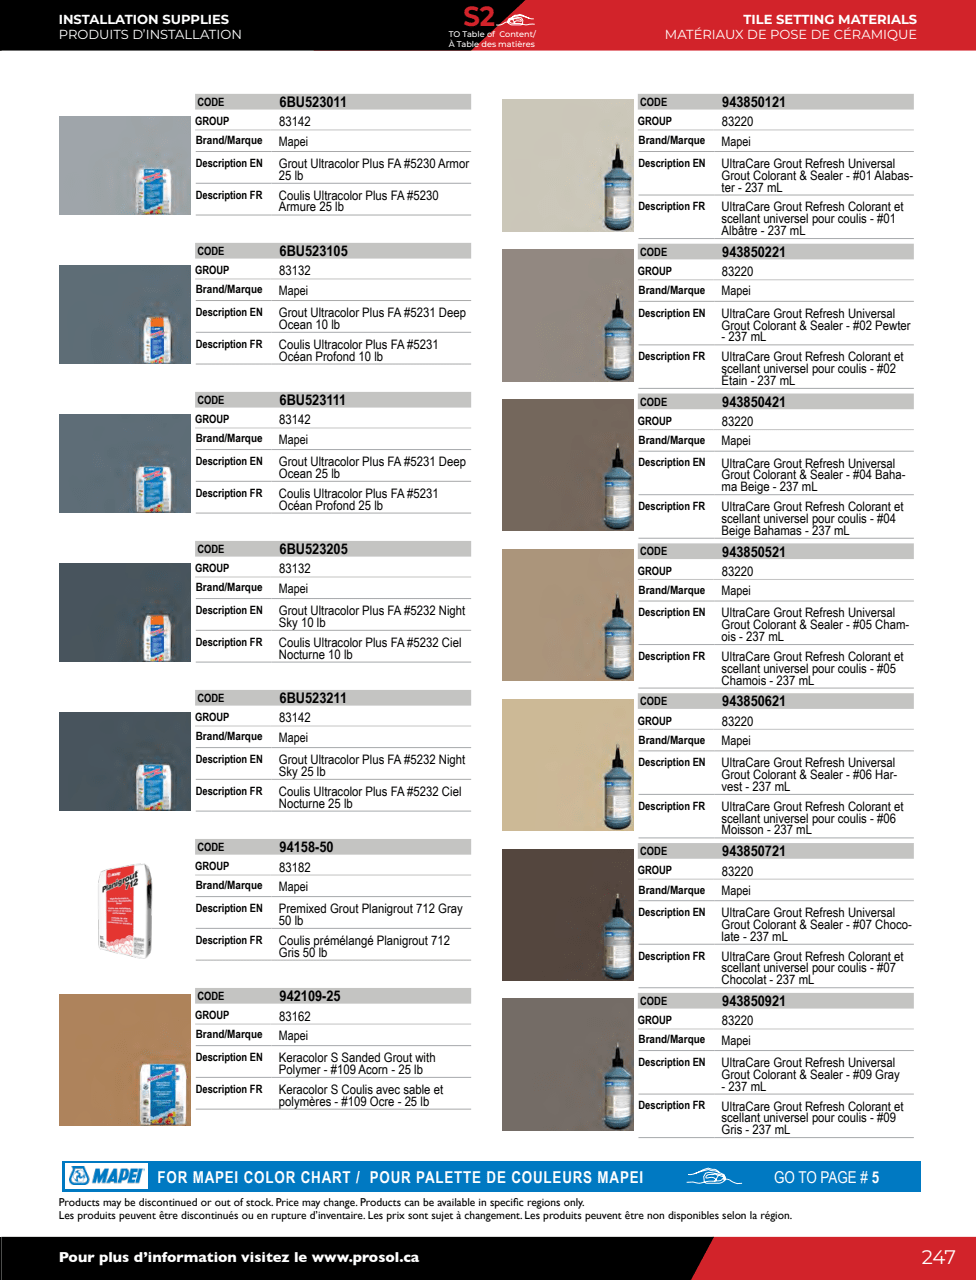 INSTALLATION SUPPLIES
PRODUITS D'INSTALLATION
S2
TO Table of Content/
À Table des matières
TILE SETTING MATERIALS
MATÉRIAUX DE POSE DE CÉRAMIQUE
CODE 6BU523011
GROUP 83142
Brand/Marque Mapei
Description EN Grout Ultracolor Plus FA #5230 Armor
25 lb
Description FR Coulis Ultracolor Plus FA #5230
Armure 25 lb
CODE 6BU523105
GROUP 83132
Brand/Marque Mapei
Description EN Grout Ultracolor Plus FA #5231 Deep
Ocean 10 lb
Description FR Coulis Ultracolor Plus FA #5231
Océan Profond 10 lb
CODE 6BU523111
GROUP 83142
Brand/Marque Mapei
Description EN Grout Ultracolor Plus FA #5231 Deep
Ocean 25 lb
Description FR Coulis Ultracolor Plus FA #5231
Océan Profond 25 lb
CODE 6BU523205
GROUP 83132
Brand/Marque Mapei
Description EN Grout Ultracolor Plus FA #5232 Night
Sky 10 lb
Description FR Coulis Ultracolor Plus FA #5232 Ciel
Nocturne 10 lb
CODE 6BU523211
GROUP 83142
Brand/Marque Mapei
Description EN Grout Ultracolor Plus FA #5232 Night
Sky 25 lb
Description FR Coulis Ultracolor Plus FA #5232 Ciel
Nocturne 25 lb
MAPEI
Planigrout
712
CODE 94158-50
GROUP 83182
Brand/Marque Mapei
Description EN Premixed Grout Planigrout 712 Gray
50 lb
Description FR Coulis prémélangé Planigrout 712
Gris 50 lb
CODE 942109-25
GROUP 83162
Brand/Marque Mapei
Description EN Keracolor S Sanded Grout with
Polymer - #109 Acorn - 25 lb
Description FR Keracolor S Coulis avec sable et
polymères - #109 Ocre - 25 lb
CODE 943850121
GROUP 83220
Brand/Marque Mapei
Description EN UltraCare Grout Refresh Universal
Grout Colorant & Sealer - #01 Alabas-
ter - 237 mL
Description FR UltraCare Grout Refresh Colorant et
scellant universel pour coulis - #01
Albâtre - 237 mL
CODE 943850221
GROUP 83220
Brand/Marque Mapei
Description EN UltraCare Grout Refresh Universal
Grout Colorant & Sealer - #02 Pewter
- 237 mL
Description FR UltraCare Grout Refresh Colorant et
scellant universel pour coulis - #02
Étain - 237 mL
CODE 943850421
GROUP 83220
Brand/Marque Mapei
Description EN UltraCare Grout Refresh Universal
Grout Colorant & Sealer - #04 Baha-
ma Beige - 237 mL
Description FR UltraCare Grout Refresh Colorant et
scellant universel pour coulis - #04
Beige Bahamas - 237 mL
CODE 943850521
GROUP 83220
Brand/Marque Mapei
Description EN UltraCare Grout Refresh Universal
Grout Colorant & Sealer - #05 Cham-
ois - 237 mL
Description FR UltraCare Grout Refresh Colorant et
scellant universel pour coulis - #05
Chamois - 237 mL
CODE 943850621
GROUP 83220
Brand/Marque Mapei
Description EN UltraCare Grout Refresh Universal
Grout Colorant & Sealer - #06 Har-
vest - 237 mL
Description FR UltraCare Grout Refresh Colorant et
scellant universel pour coulis - #06
Moisson - 237 mL
CODE 943850721
GROUP 83220
Brand/Marque Mapei
Description EN UltraCare Grout Refresh Universal
Grout Colorant & Sealer - #07 Choco-
late - 237 mL
Description FR UltraCare Grout Refresh Colorant et
scellant universel pour coulis - #07
Chocolat - 237 mL
CODE 943850921
GROUP 83220
Brand/Marque Mapei
Description EN UltraCare Grout Refresh Universal
Grout Colorant & Sealer - #09 Gray
- 237 mL
Description FR UltraCare Grout Refresh Colorant et
scellant universel pour coulis - #09
Gris - 237 mL
MAPEI FOR MAPEI COLOR CHART / POUR PALETTE DE COULEURS MAPEI GO TO PAGE # 5
Products may be discontinued or out of stock. Price may change. Products can be available in specific regions only.
Les produits peuvent être discontinués ou en rupture d'inventaire. Les prix sont sujet à changement. Les produits peuvent être non disponibles selon la région.
Pour plus d'information visitez le www.prosol.ca
247